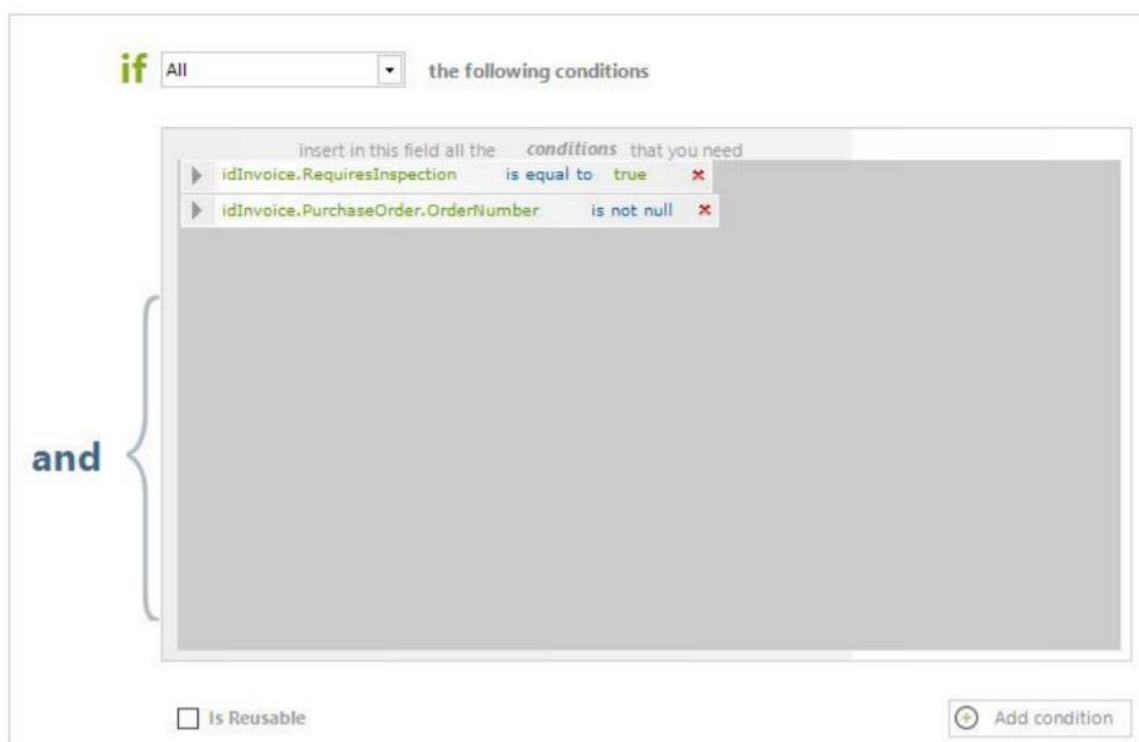 if All the following conditions
insert in this field all the conditions that you need
idInvoice.RequiresInspection is equal to true
idInvoice.PurchaseOrder.OrderNumber is not null
and
Is Reusable Add condition